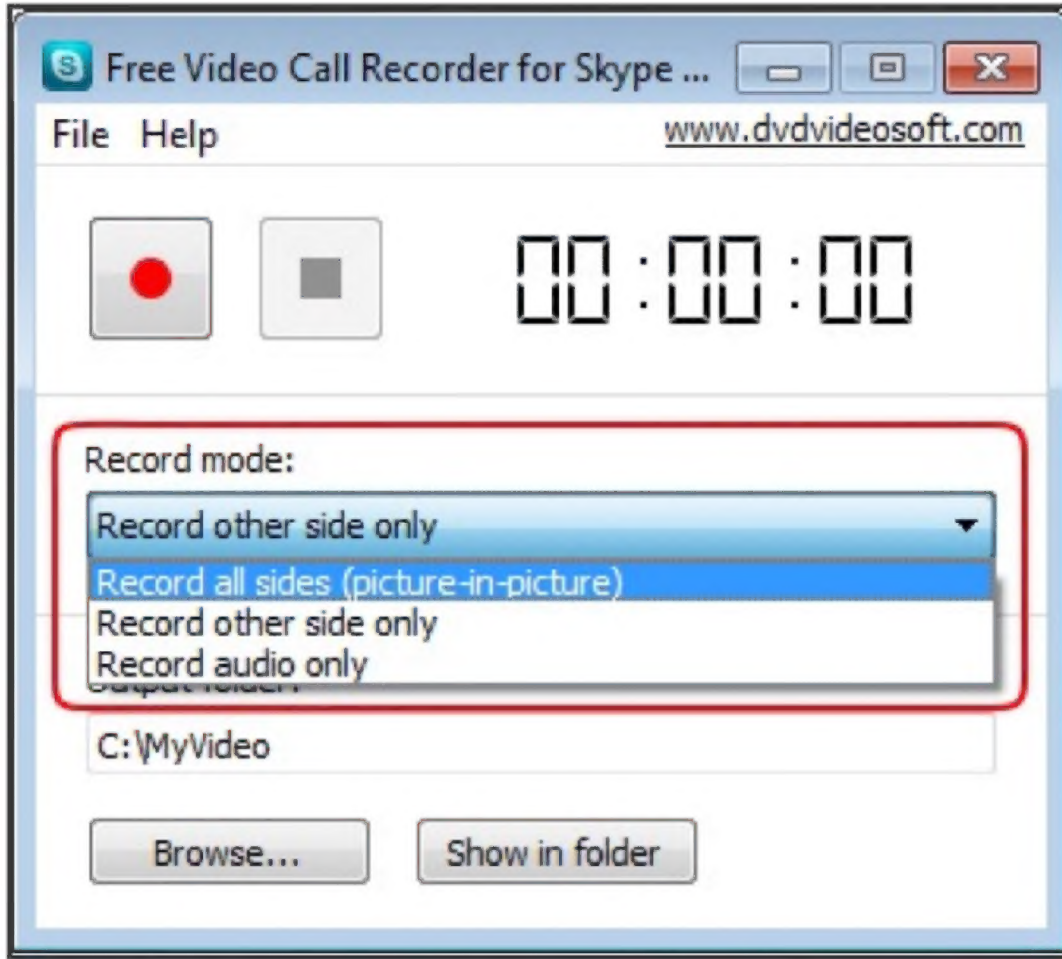 Free Video Call Recorder for Skype ...
File Help www.dvdvideosoft.com
00:00:00
Record mode:
Record other side only
Record all sides (picture-in-picture)
Record other side only
Record audio only
Output folder:
C:\MyVideo
Browse... Show in folder